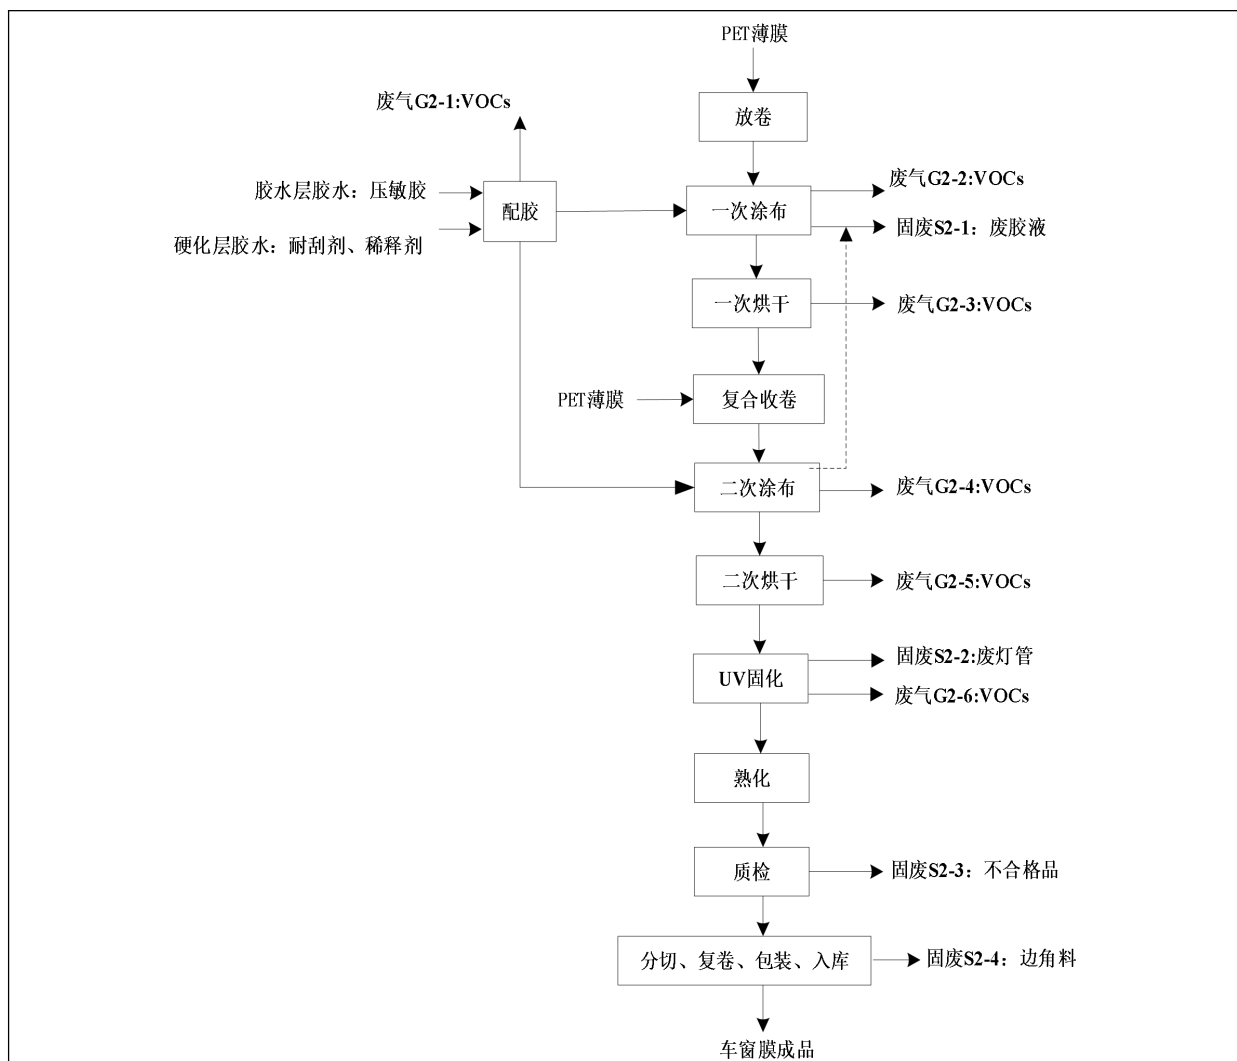 PET薄膜
废气G2-1:VOCs
放卷
胶水层胶水：压敏胶
硬化层胶水：耐刮剂、稀释剂
配胶
一次涂布
废气G2-2:VOCs
固废S2-1：废胶液
一次烘干
废气G2-3:VOCs
PET薄膜
复合收卷
二次涂布
废气G2-4:VOCs
二次烘干
废气G2-5:VOCs
UV固化
固废S2-2:废灯管
废气G2-6:VOCs
熟化
质检
固废S2-3：不合格品
分切、复卷、包装、入库
固废S2-4：边角料
车窗膜成品